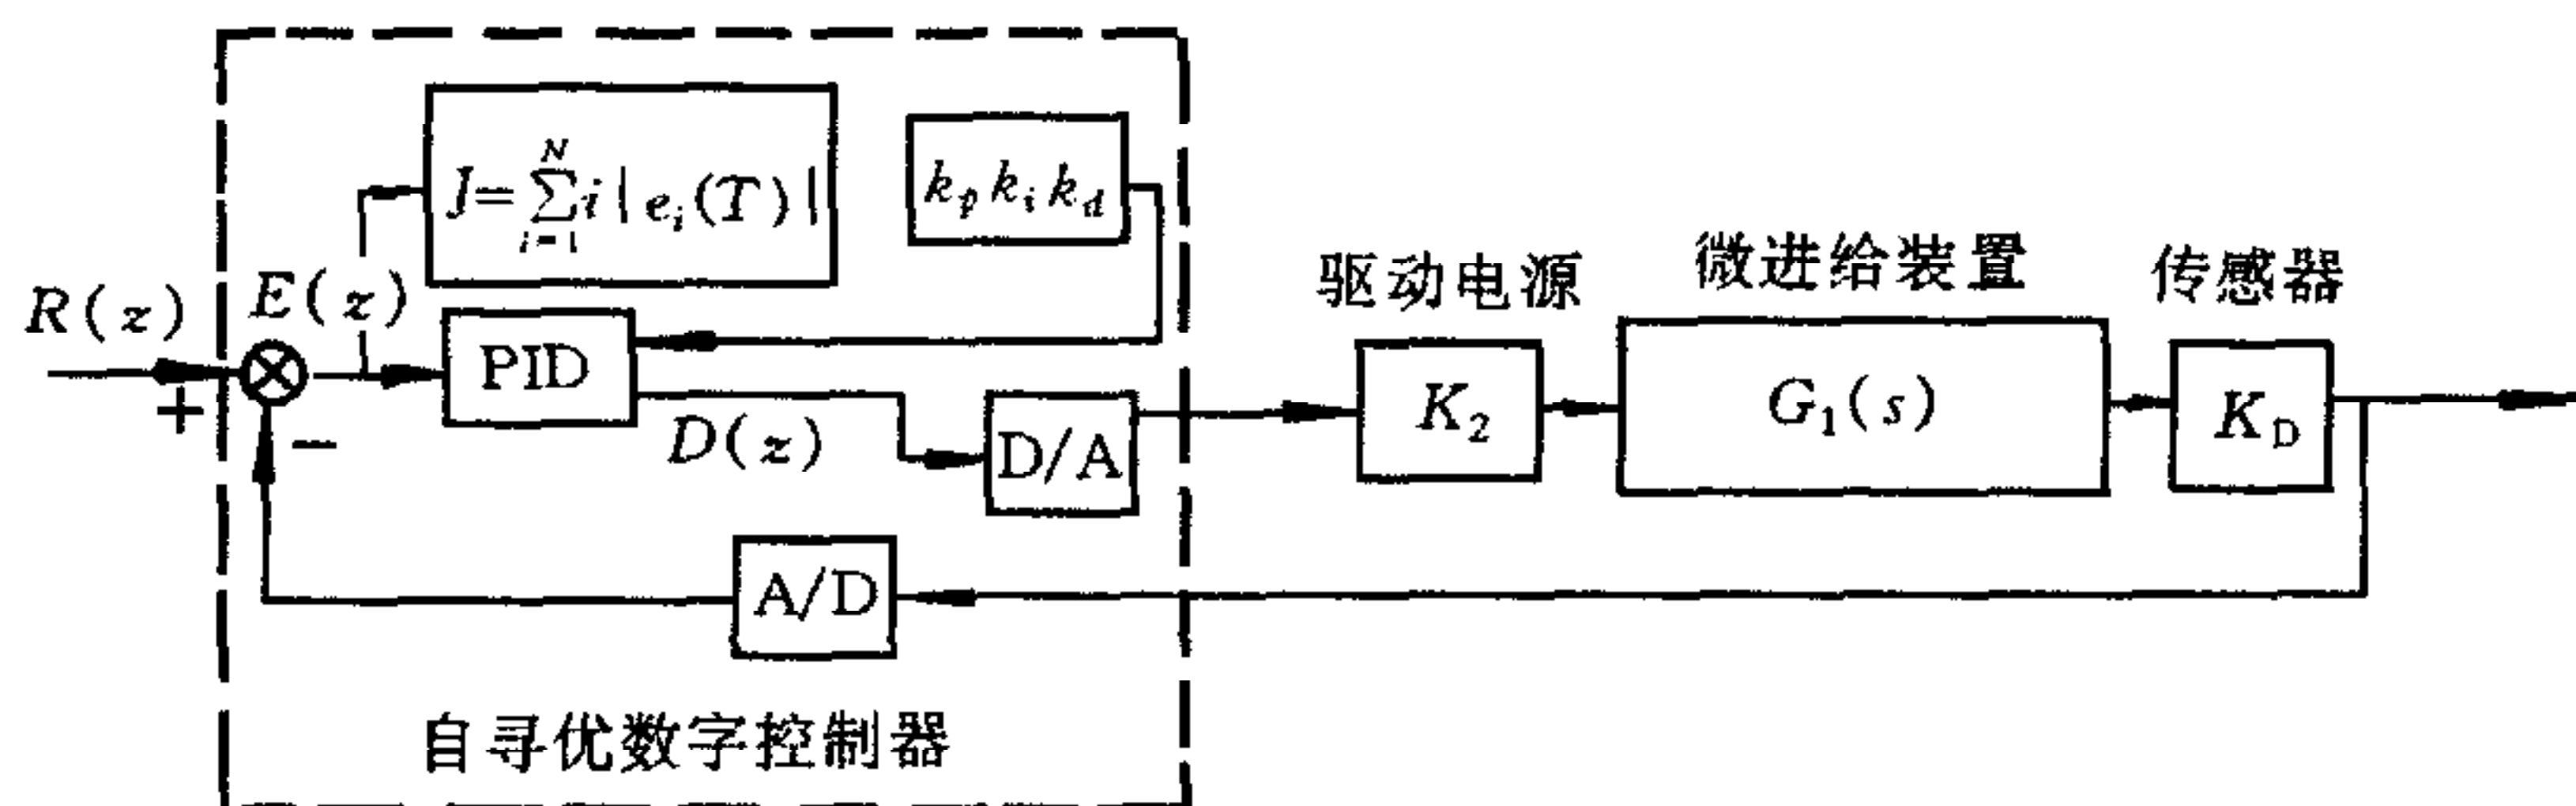 J=∑_{i=1}^{N} i|e_i(T)|
k_p k_i k_d
R(z)
E(z)
+
−
PID
D(z)
D/A
A/D
自寻优数字控制器
驱动电源
K_2
微进给装置
G_1(s)
传感器
K_D